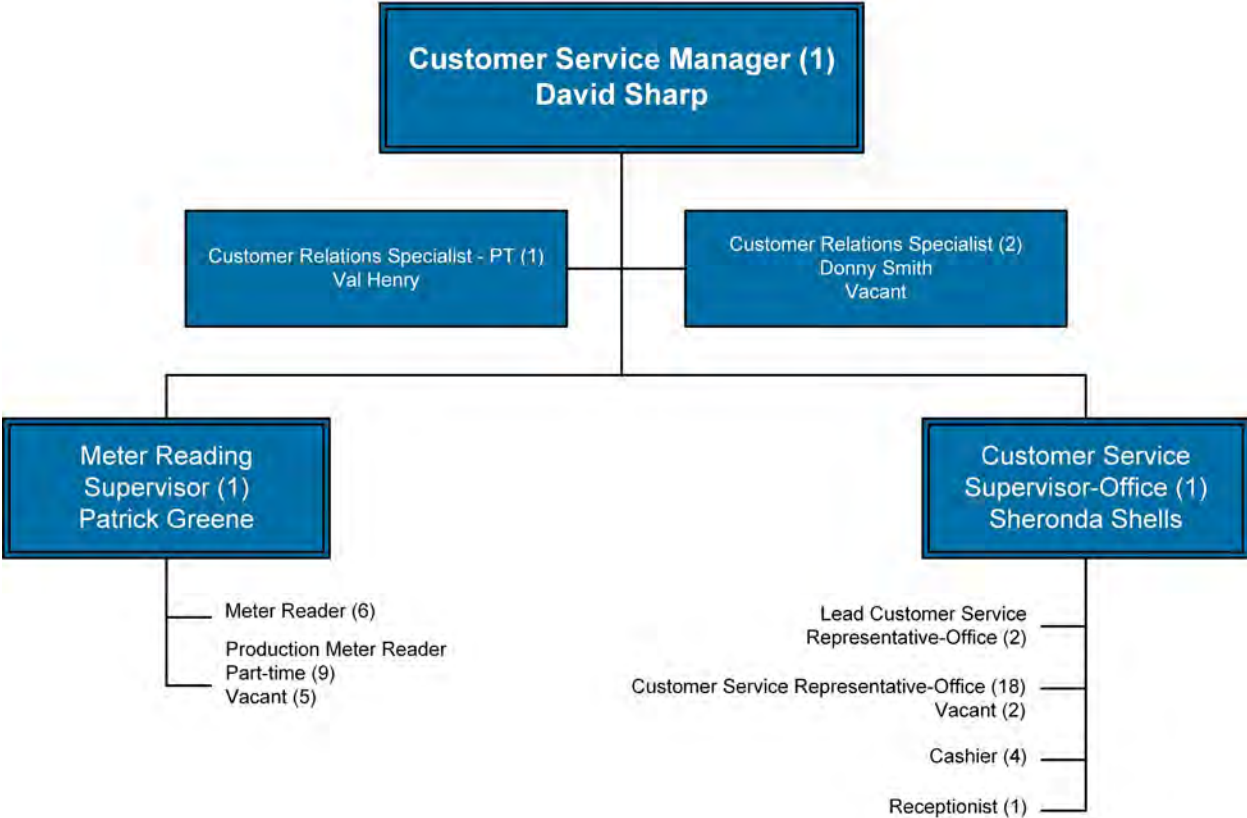 Customer Service Manager (1)
David Sharp
Customer Relations Specialist - PT (1)
Val Henry
Customer Relations Specialist (2)
Donny Smith
Vacant
Meter Reading
Supervisor (1)
Patrick Greene
Customer Service
Supervisor-Office (1)
Sheronda Shells
Meter Reader (6)
Production Meter Reader
Part-time (9)
Vacant (5)
Lead Customer Service
Representative-Office (2)
Customer Service Representative-Office (18)
Vacant (2)
Cashier (4)
Receptionist (1)